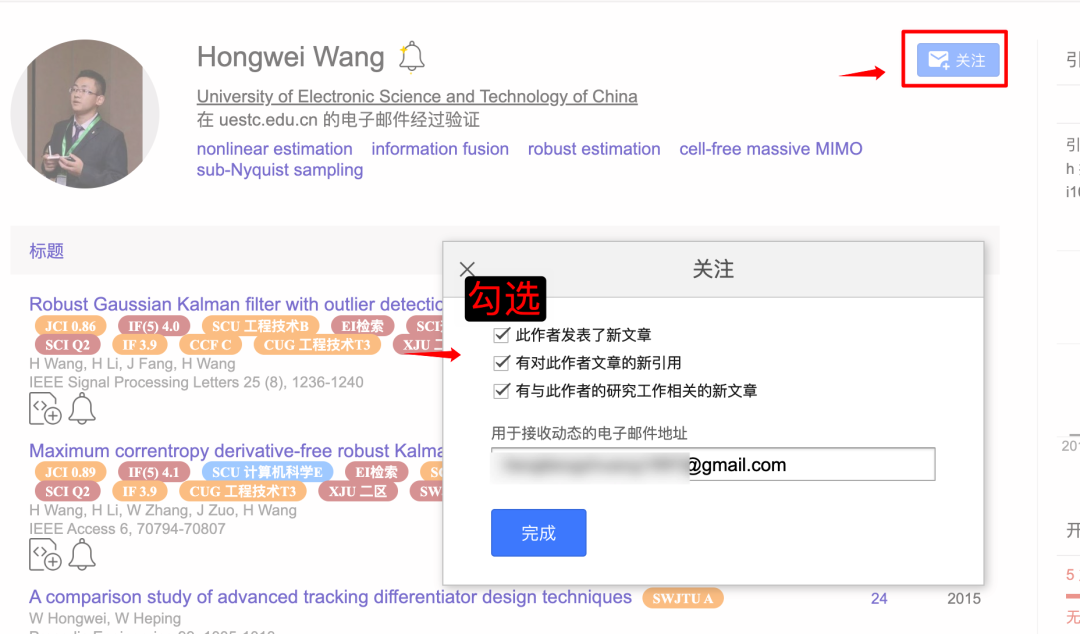 Hongwei Wang
关注
University of Electronic Science and Technology of China
在 uestc.edu.cn 的电子邮件经过验证
nonlinear estimation information fusion robust estimation cell-free massive MIMO
sub-Nyquist sampling
引
h
i10
标题
关注
勾选
此作者发表了新文章
有对此作者文章的新引用
有与此作者的研究工作相关的新文章
用于接收动态的电子邮件地址
@gmail.com
完成
Robust Gaussian Kalman filter with outlier detectio
JCI 0.86 IF(5) 4.0 SCU 工程技术B EI检索 SCI
SCI Q2 IF 3.9 CCF C CUG 工程技术T3 XJU 二
H Wang, H Li, J Fang, H Wang
IEEE Signal Processing Letters 25 (8), 1236-1240
Maximum correntropy derivative-free robust Kalma
JCI 0.89 IF(5) 4.1 SCU 计算机科学E EI检索 SC
SCI Q2 IF 3.9 CUG 工程技术T3 XJU 二区 SW
H Wang, H Li, W Zhang, J Zuo, H Wang
IEEE Access 6, 70794-70807
A comparison study of advanced tracking differentiator design techniques SWJTU A 24 2015
W Hongwei, W Heping
201
开
5
无